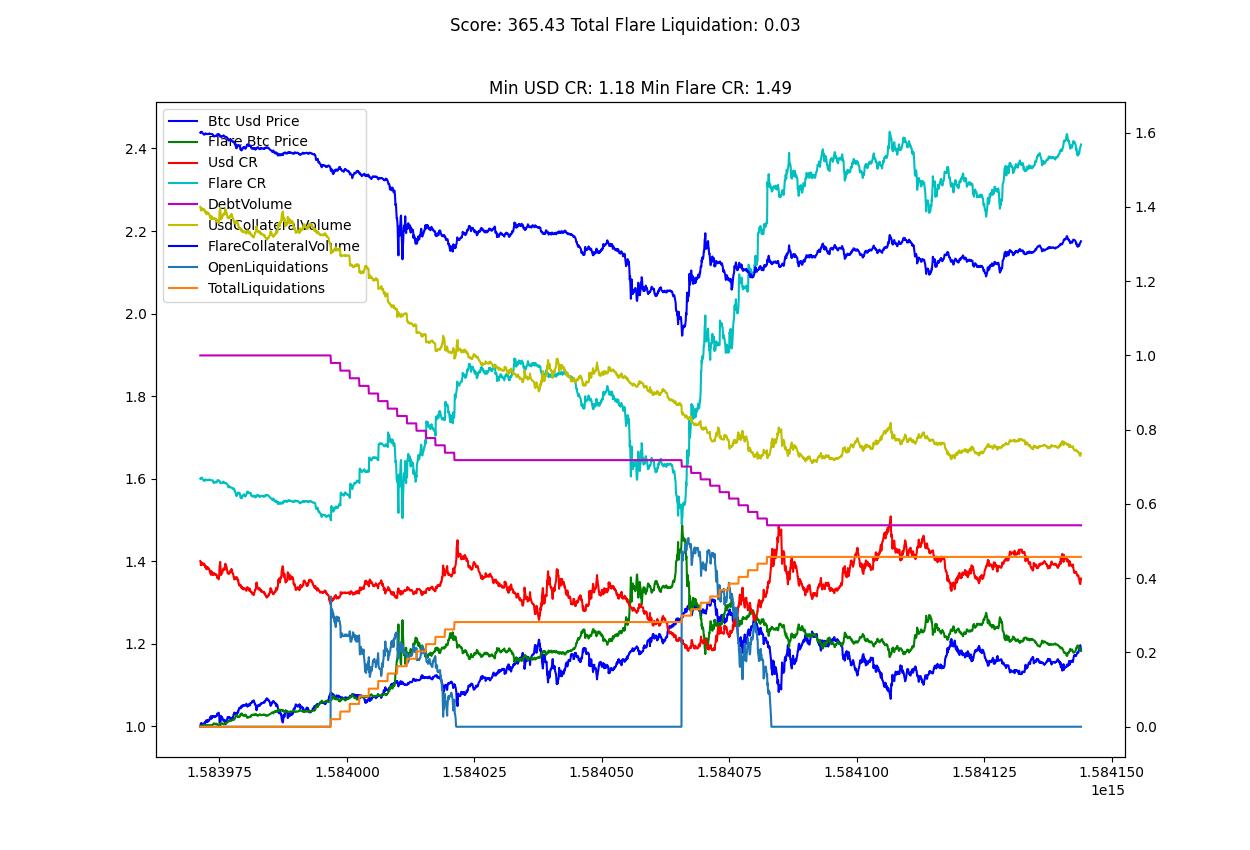 Score: 365.43 Total Flare Liquidation: 0.03
Min USD CR: 1.18 Min Flare CR: 1.49
Btc Usd Price
Flare Btc Price
Usd CR
Flare CR
DebtVolume
UsdCollateralVolume
FlareCollateralVolume
OpenLiquidations
TotalLiquidations
2.4
2.2
2.0
1.8
1.6
1.4
1.2
1.0
1.6
1.4
1.2
1.0
0.8
0.6
0.4
0.2
0.0
1.583975 1.584000 1.584025 1.584050 1.584075 1.584100 1.584125 1.584150
1e15